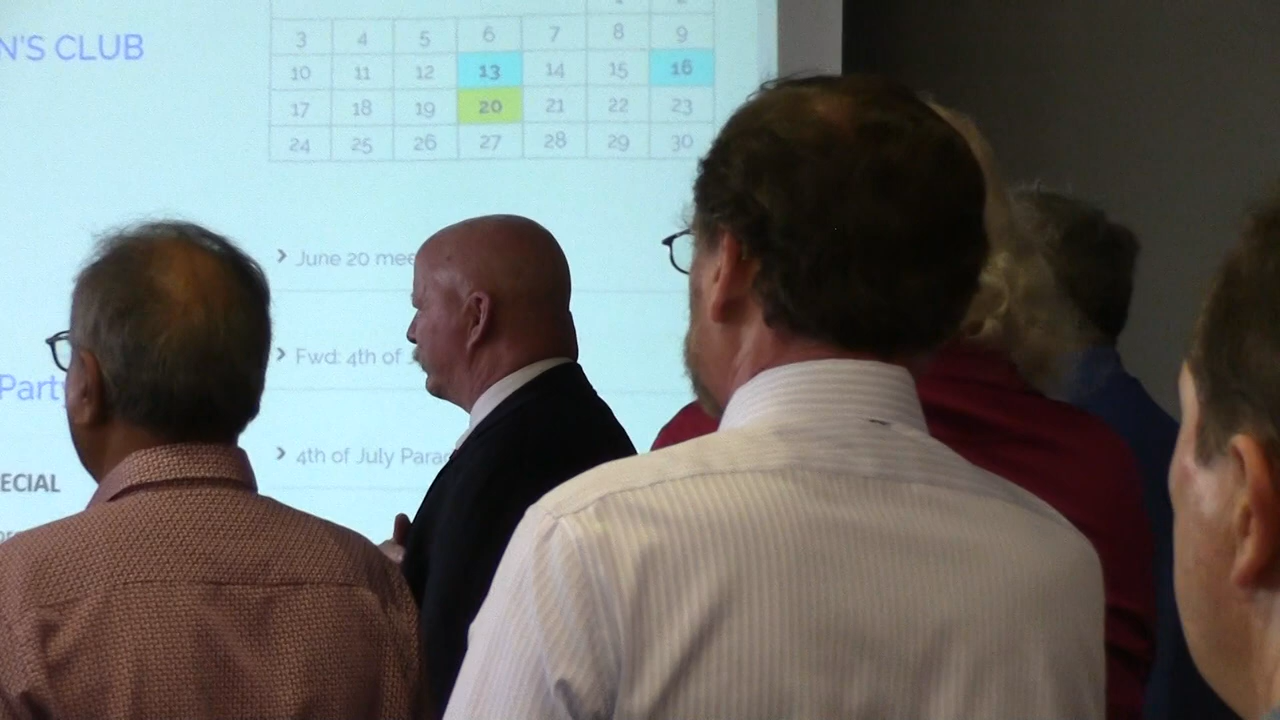 N'S CLUB
1 2
3 4 5 6 7 8 9
10 11 12 13 14 15 16
17 18 19 20 21 22 23
24 25 26 27 28 29 30
June 20 mee
Fwd: 4th of
Party
4th of July Parad
ECIAL